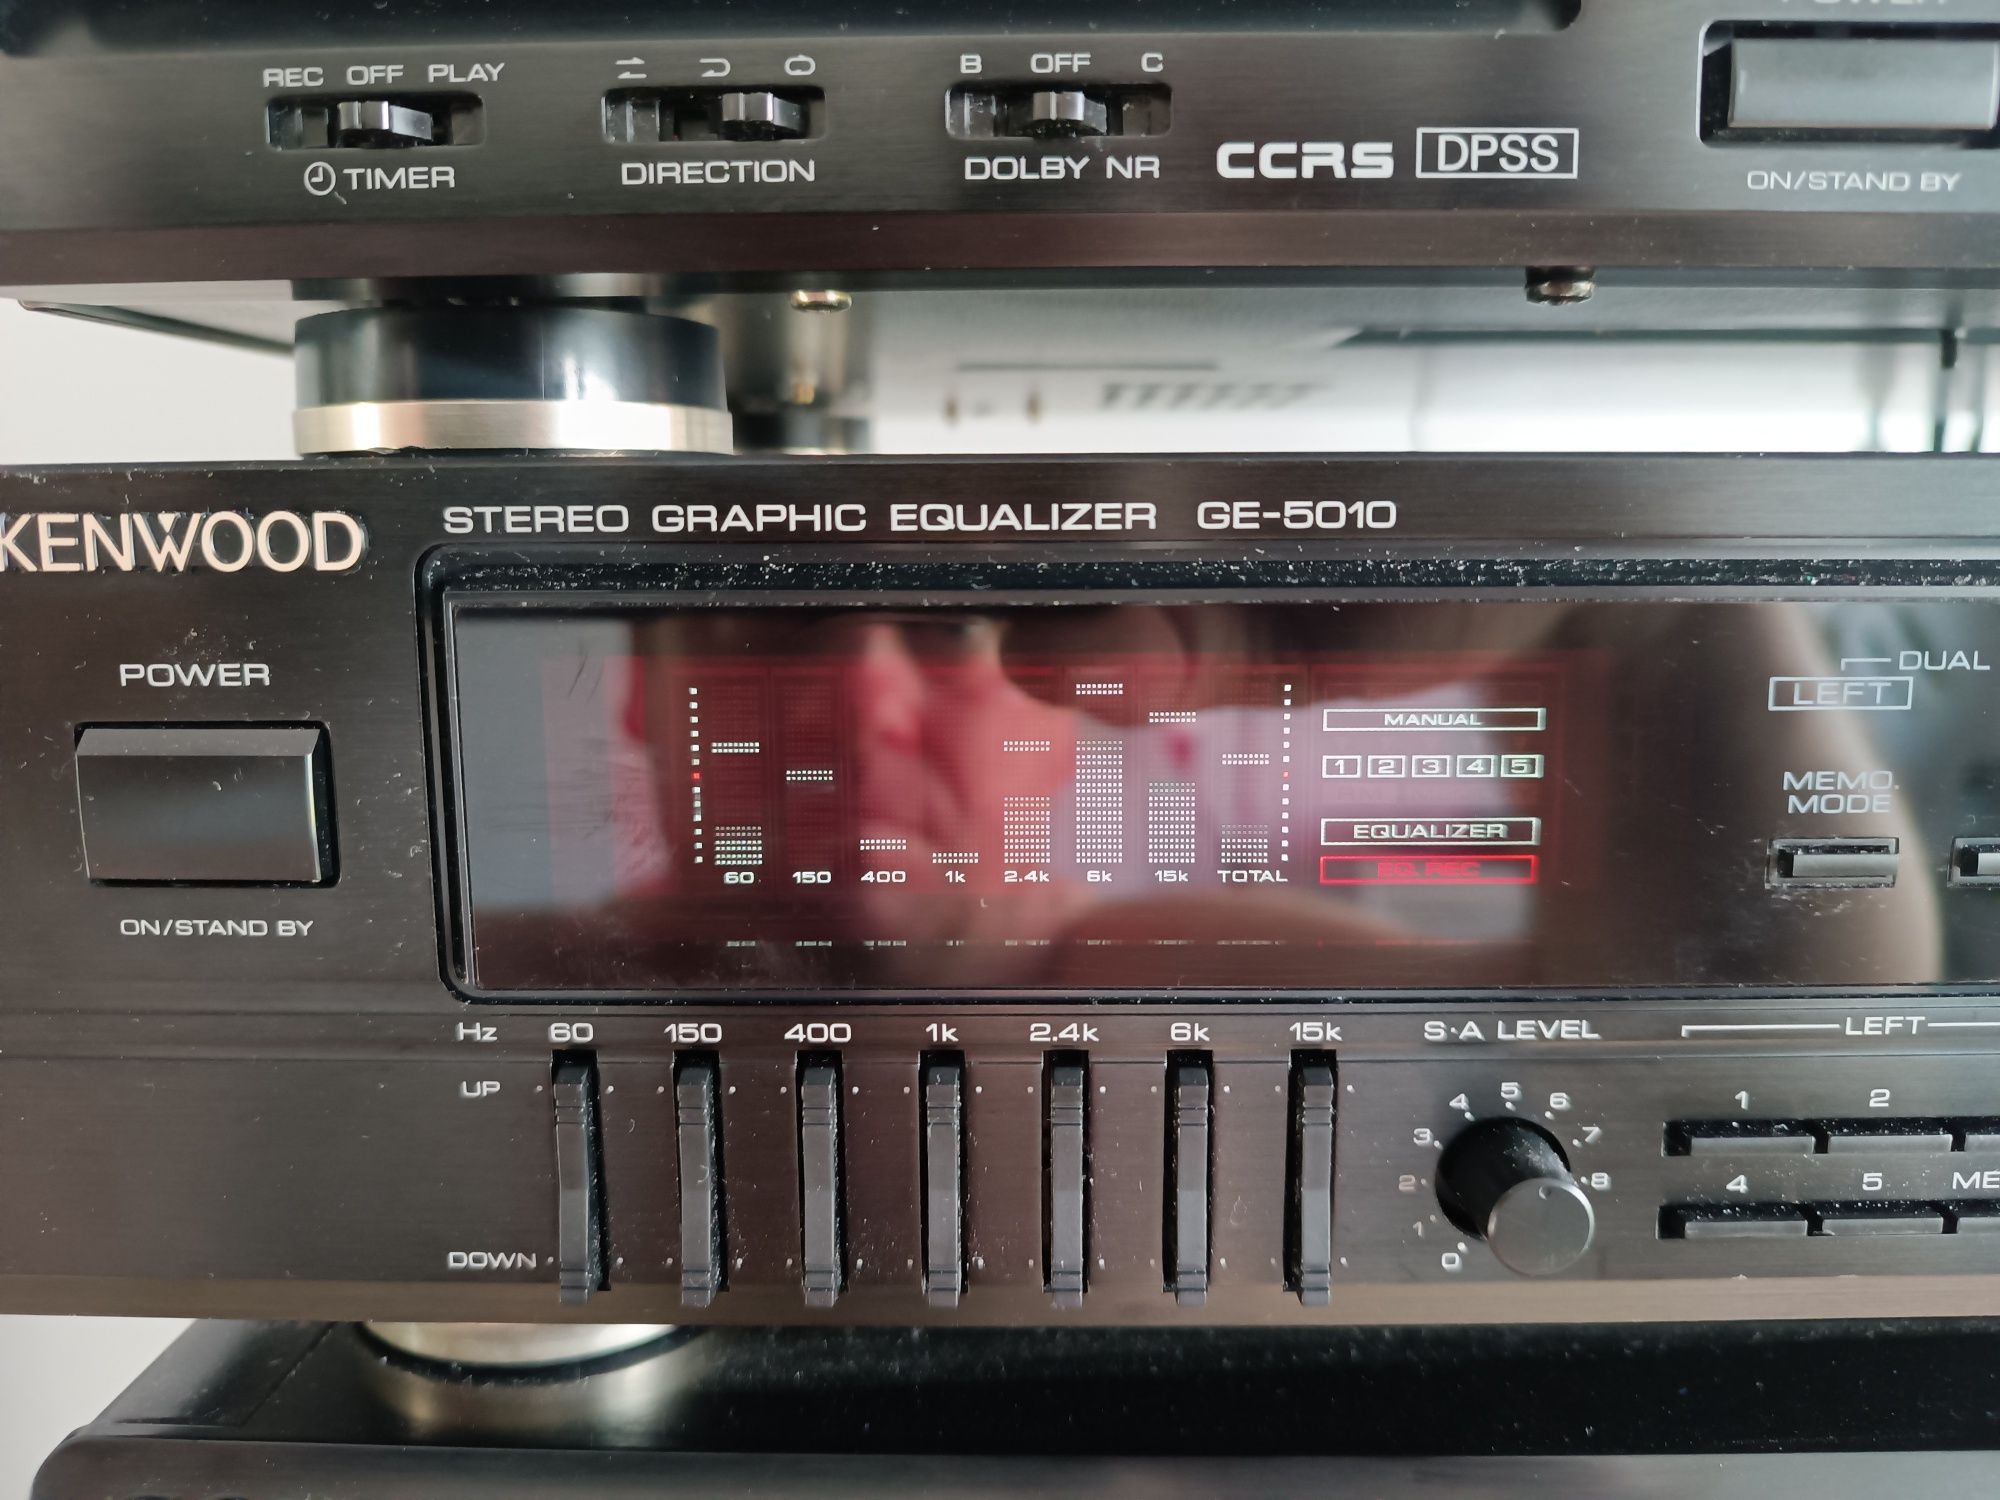 REC OFF PLAY
B OFF C
TIMER
DIRECTION
DOLBY NR
CCRS DPSS
ON/STAND BY
KENWOOD
STEREO GRAPHIC EQUALIZER GE-5010
POWER
ON/STAND BY
MANUAL
1 2 3 4 5
EQUALIZER
EQ. REC
60 150 400 1k 2.4k 6k 15k TOTAL
DUAL
LEFT
MEMO.
MODE
Hz 60 150 400 1k 2.4k 6k 15k
UP
DOWN
S·A LEVEL
0 1 2 3 4 5 6 7 8
LEFT
1 2
4 5 ME